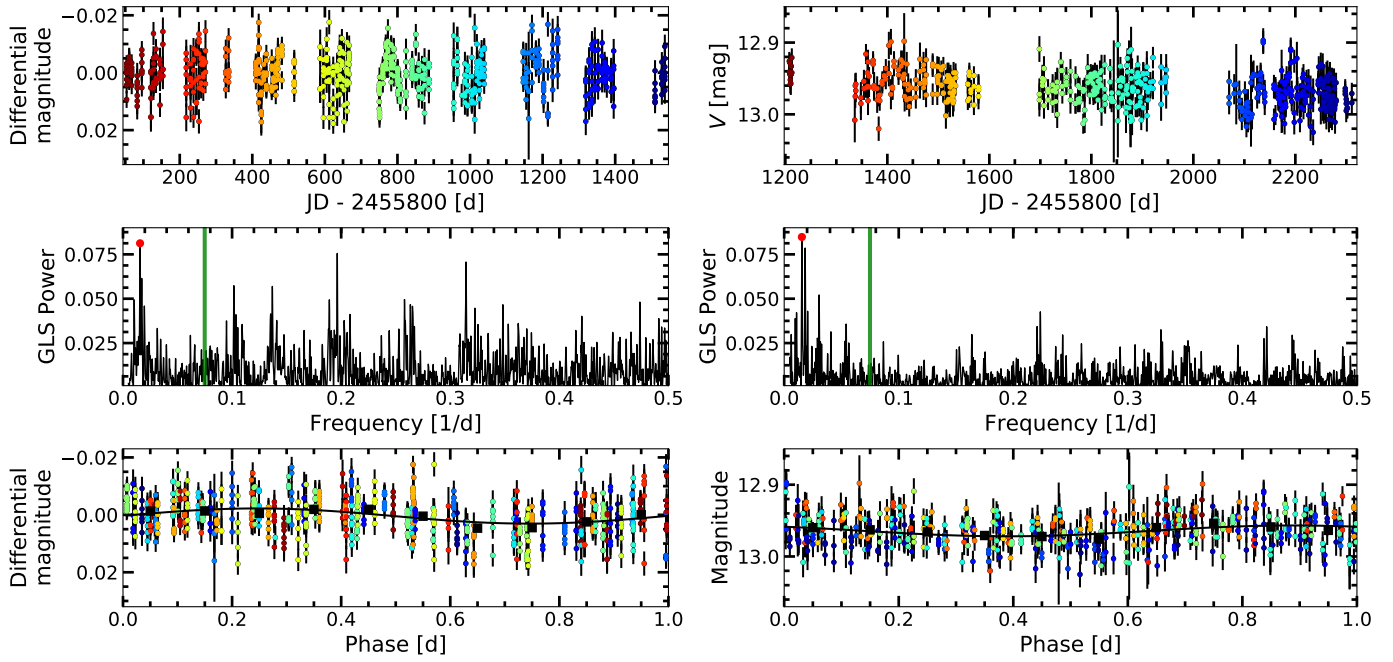 −0.02
0.00
0.02
Differential
magnitude
200 400 600 800 1000 1200 1400
JD - 2455800 [d]
12.9
13.0
V [mag]
1200 1400 1600 1800 2000 2200
JD - 2455800 [d]
0.075
0.050
0.025
GLS Power
0.0 0.1 0.2 0.3 0.4 0.5
Frequency [1/d]
0.075
0.050
0.025
GLS Power
0.0 0.1 0.2 0.3 0.4 0.5
Frequency [1/d]
−0.02
0.00
0.02
Differential
magnitude
0.0 0.2 0.4 0.6 0.8 1.0
Phase [d]
12.9
13.0
Magnitude
0.0 0.2 0.4 0.6 0.8 1.0
Phase [d]